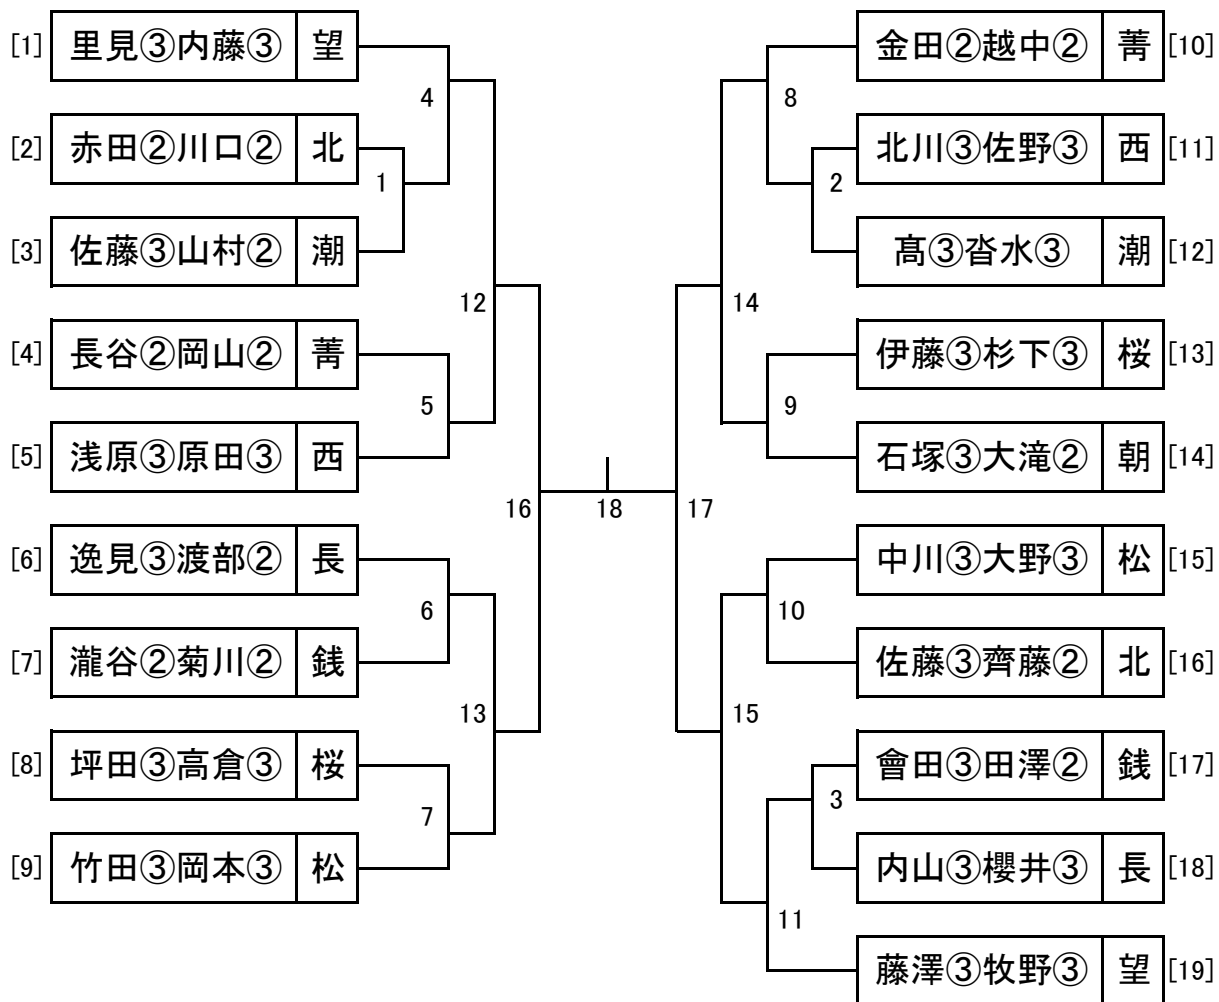 [1] 里見③内藤③ 望
4
[2] 赤田②川口② 北
1
[3] 佐藤③山村② 潮
12
[4] 長谷②岡山② 菁
5
[5] 浅原③原田③ 西
16
[6] 逸見③渡部② 長
6
[7] 瀧谷②菊川② 銭
13
[8] 坪田③高倉③ 桜
7
[9] 竹田③岡本③ 松
18
金田②越中② 菁 [10]
8
北川③佐野③ 西 [11]
2
髙③沓水③ 潮 [12]
14
伊藤③杉下③ 桜 [13]
9
石塚③大滝② 朝 [14]
17
中川③大野③ 松 [15]
10
佐藤③齊藤② 北 [16]
15
會田③田澤② 銭 [17]
3
内山③櫻井③ 長 [18]
11
藤澤③牧野③ 望 [19]